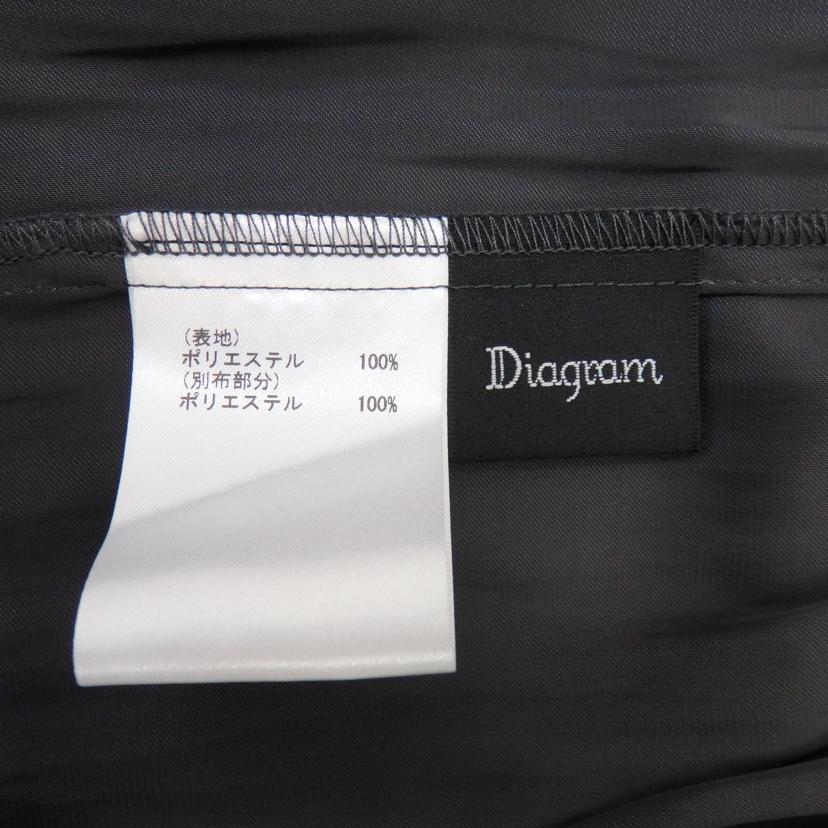 (表地)
ポリエステル 100%
(別布部分)
ポリエステル 100%
Diagram